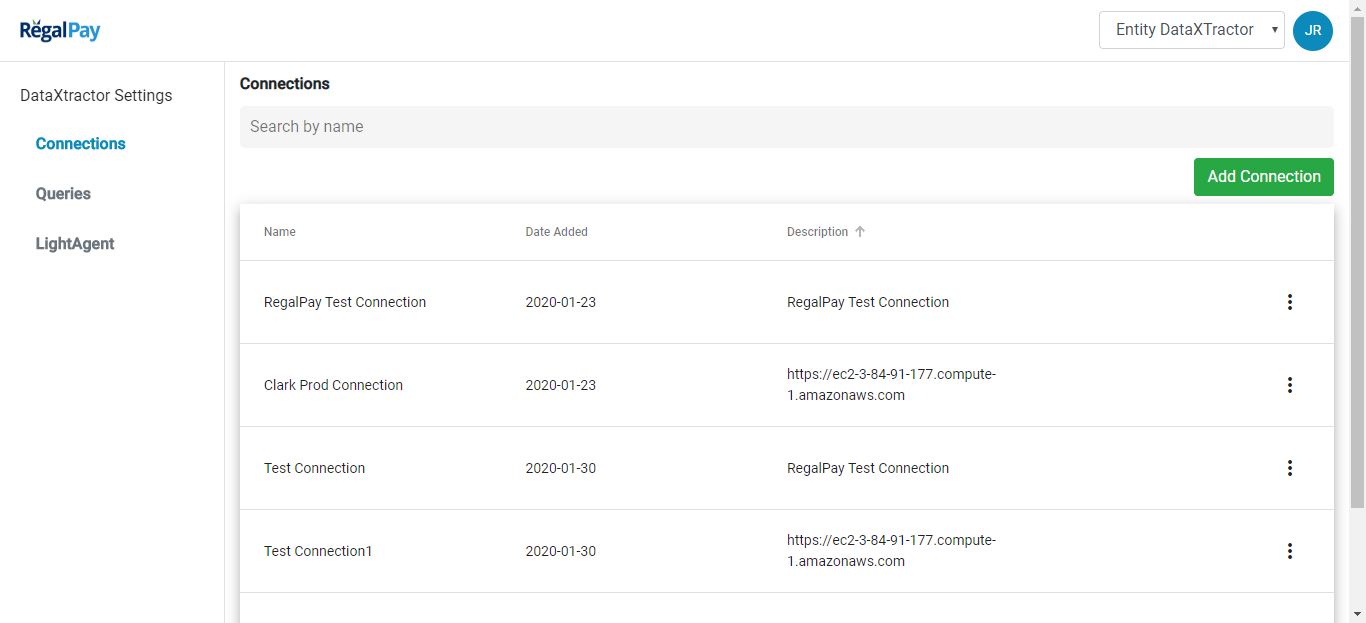 RegalPay
Entity DataXTractor
JR
DataXtractor Settings
Connections
Queries
LightAgent
Connections
Search by name
Add Connection
Name Date Added Description
RegalPay Test Connection 2020-01-23 RegalPay Test Connection
Clark Prod Connection 2020-01-23 https://ec2-3-84-91-177.compute-
1.amazonaws.com
Test Connection 2020-01-30 RegalPay Test Connection
Test Connection1 2020-01-30 https://ec2-3-84-91-177.compute-
1.amazonaws.com